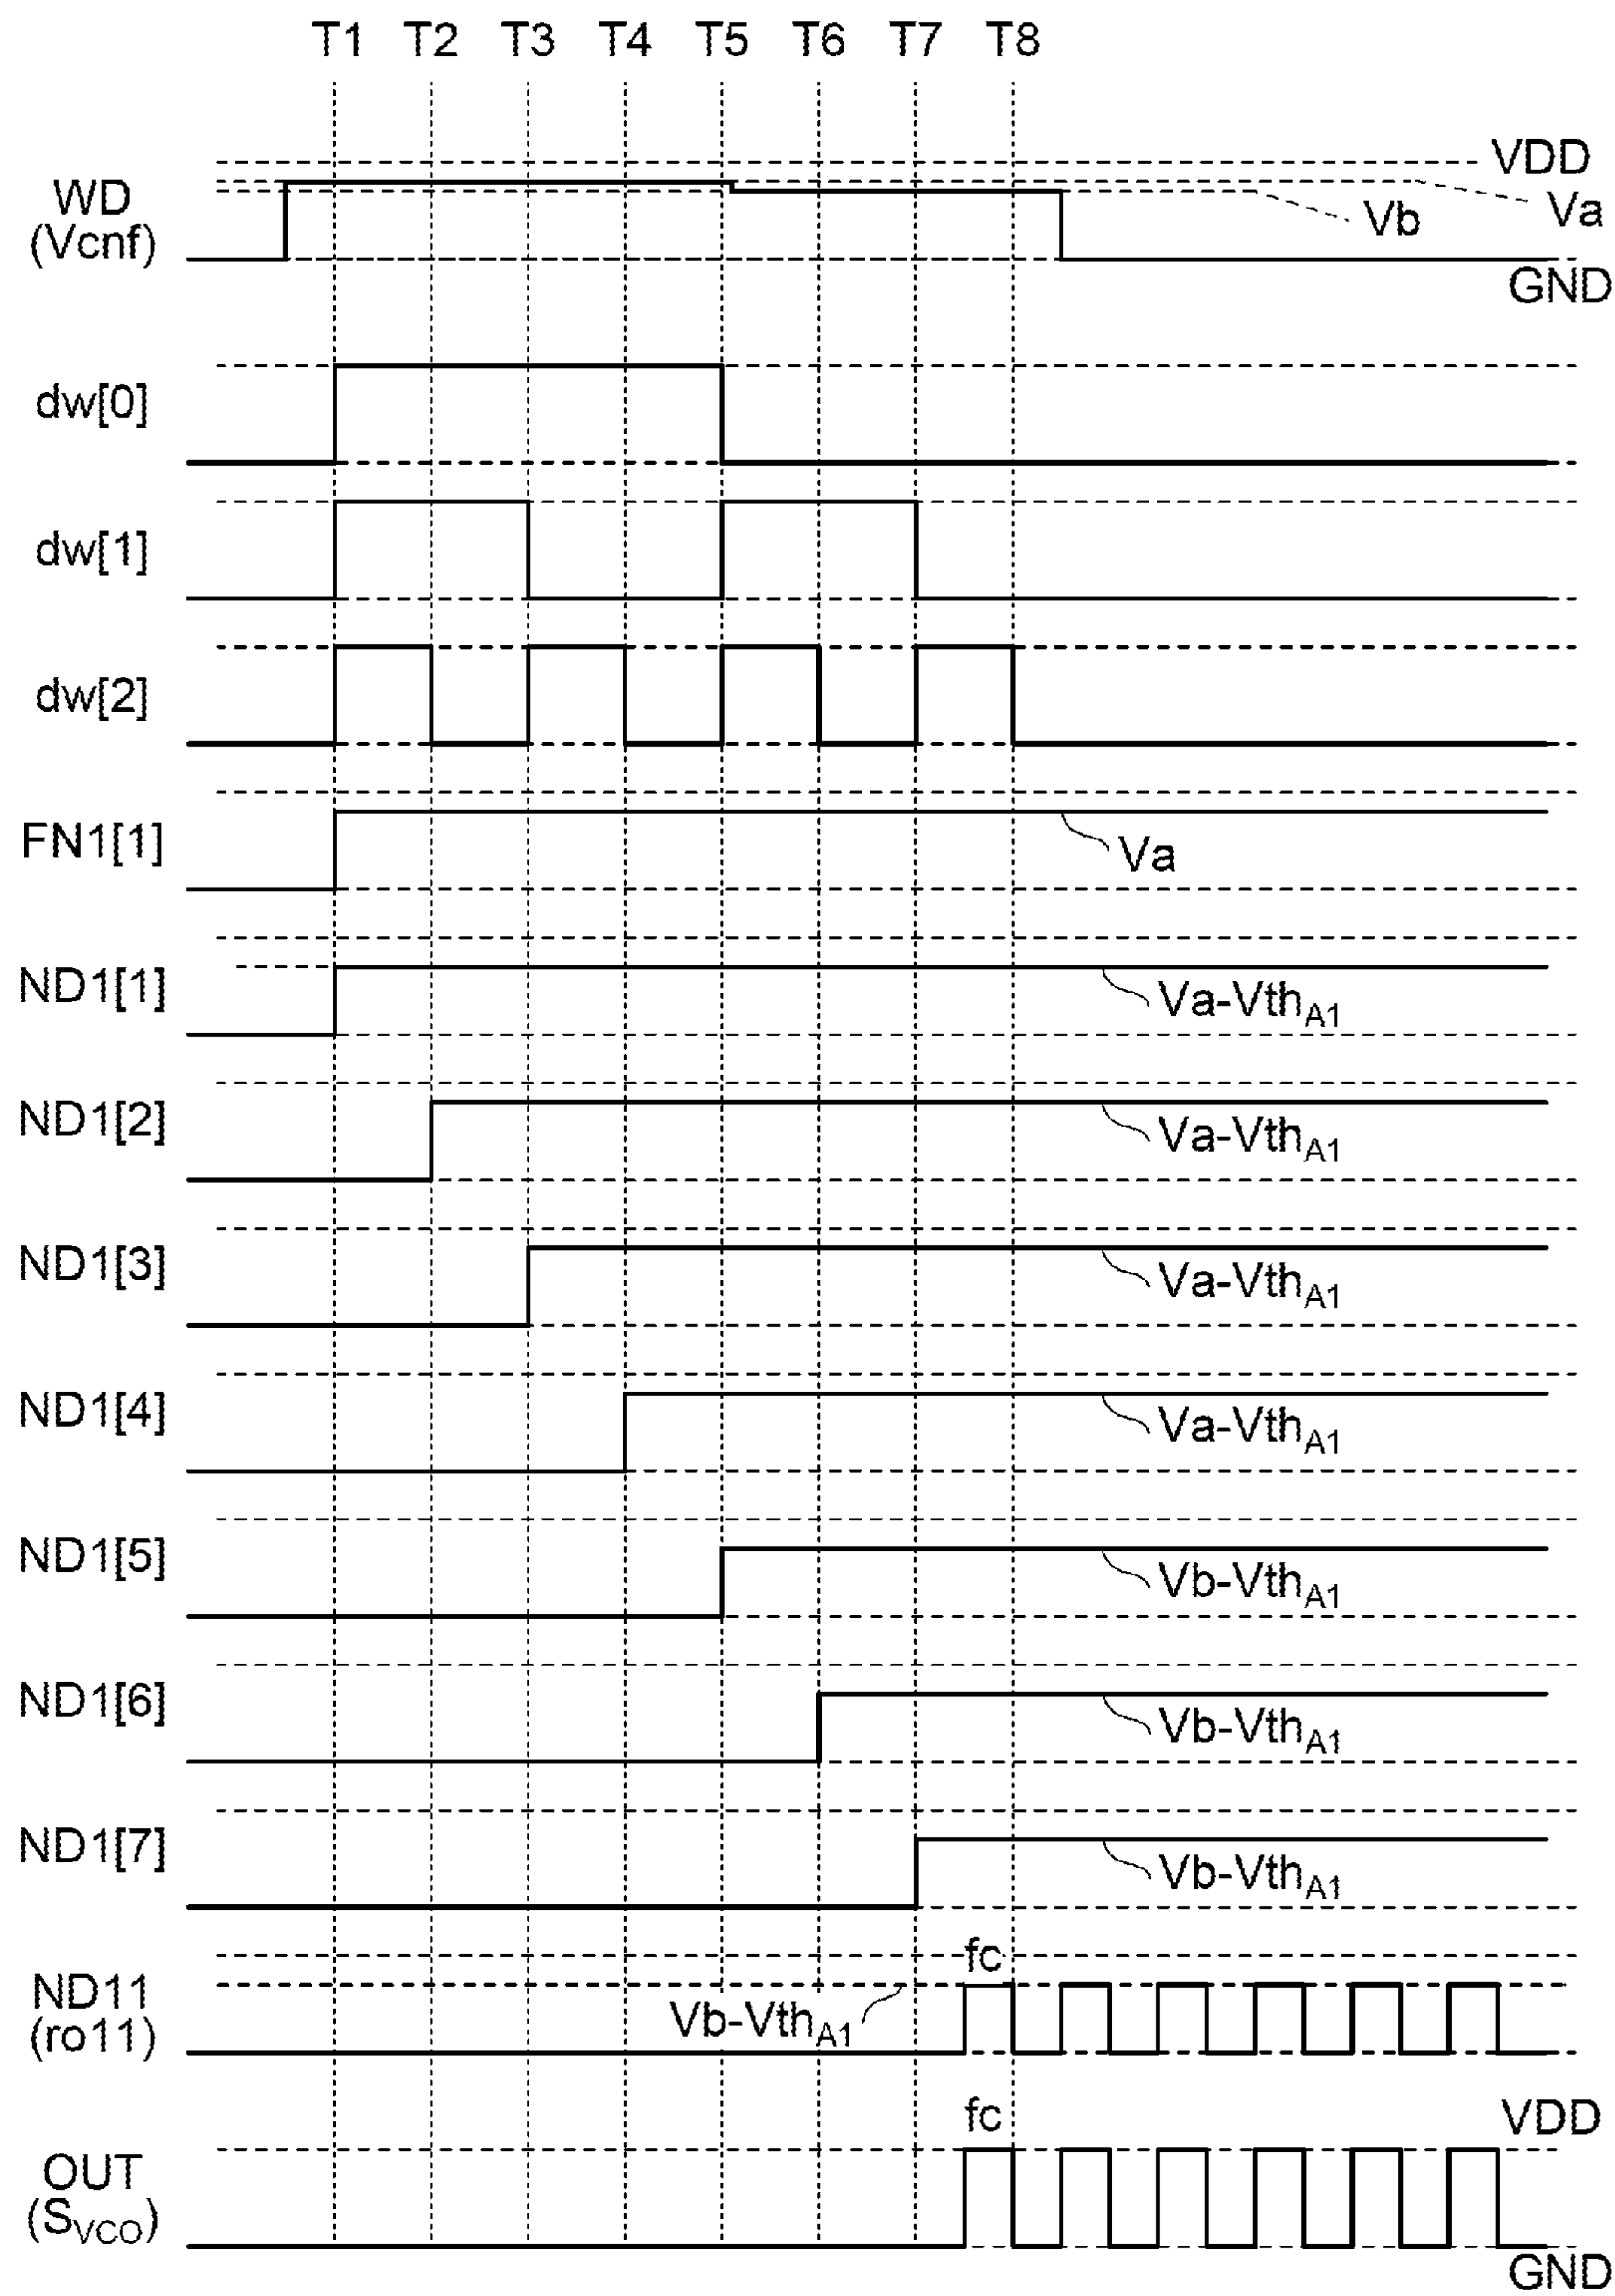 T1 T2 T3 T4 T5 T6 T7 T8
VDD
WD
(Vcnf)
Vb
Va
GND
dw[0]
dw[1]
dw[2]
FN1[1]
Va
ND1[1]
Va-VthA1
ND1[2]
Va-VthA1
ND1[3]
Va-VthA1
ND1[4]
Va-VthA1
ND1[5]
Vb-VthA1
ND1[6]
Vb-VthA1
ND1[7]
Vb-VthA1
fc
ND11
(ro11)
Vb-VthA1
fc
VDD
OUT
(SVCO)
GND